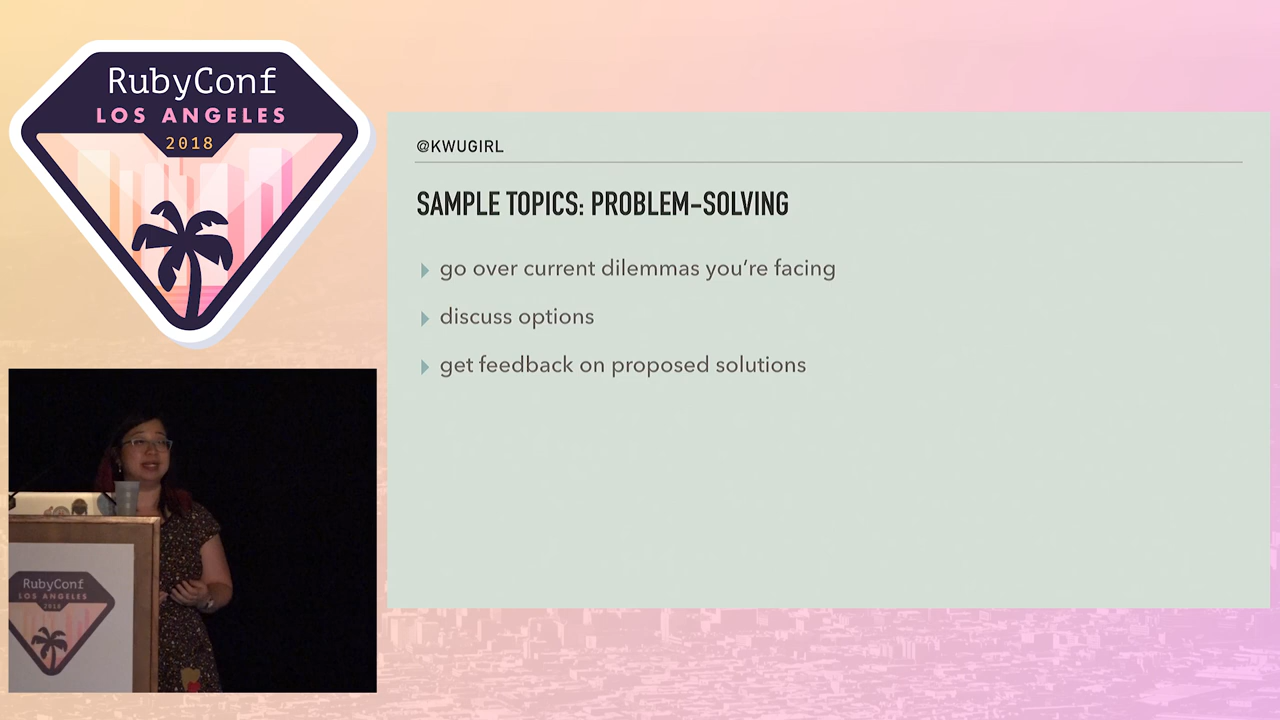 RubyConf
LOS ANGELES
2018
@KWUGIRL
SAMPLE TOPICS: PROBLEM-SOLVING
go over current dilemmas you're facing
discuss options
get feedback on proposed solutions
RubyConf
LOS ANGELES
2018